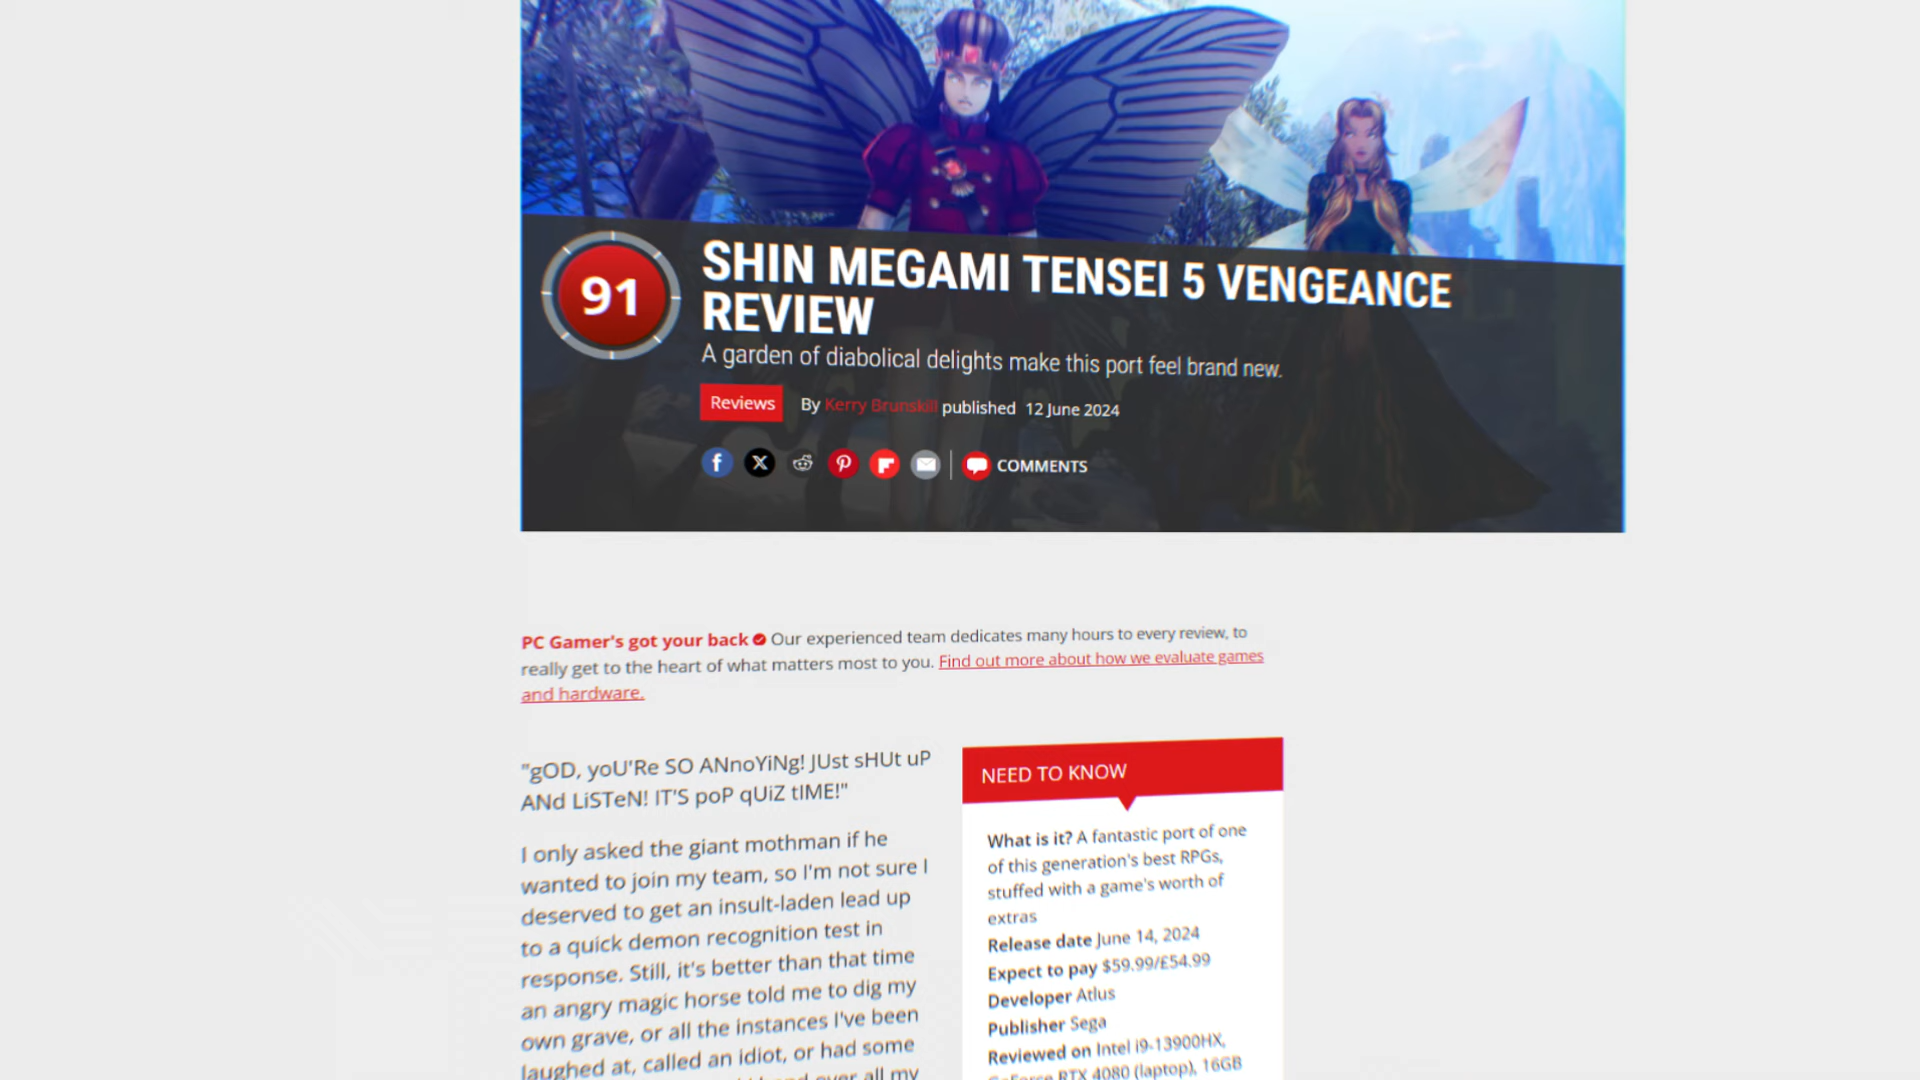 91
SHIN MEGAMI TENSEI 5 VENGEANCE
REVIEW
A garden of diabolical delights make this port feel brand new.
Reviews By Kerry Brunskill published 12 June 2024
COMMENTS
PC Gamer's got your back Our experienced team dedicates many hours to every review, to
really get to the heart of what matters most to you. Find out more about how we evaluate games
and hardware.
"gOD, yoU'Re SO ANnoYiNg! JUst sHUt uP
ANd LiSTeN! IT'S poP qUiZ tIME!"
I only asked the giant mothman if he
wanted to join my team, so I'm not sure I
deserved to get an insult-laden lead up
to a quick demon recognition test in
response. Still, it's better than that time
an angry magic horse told me to dig my
own grave, or all the instances I've been
laughed at, called an idiot, or had some
over all my
NEED TO KNOW
What is it? A fantastic port of one
of this generation's best RPGs,
stuffed with a game's worth of
extras
Release date June 14, 2024
Expect to pay $59.99/£54.99
Developer Atlus
Publisher Sega
Reviewed on Intel i9-13900HX,
GeForce RTX 4080 (laptop), 16GB